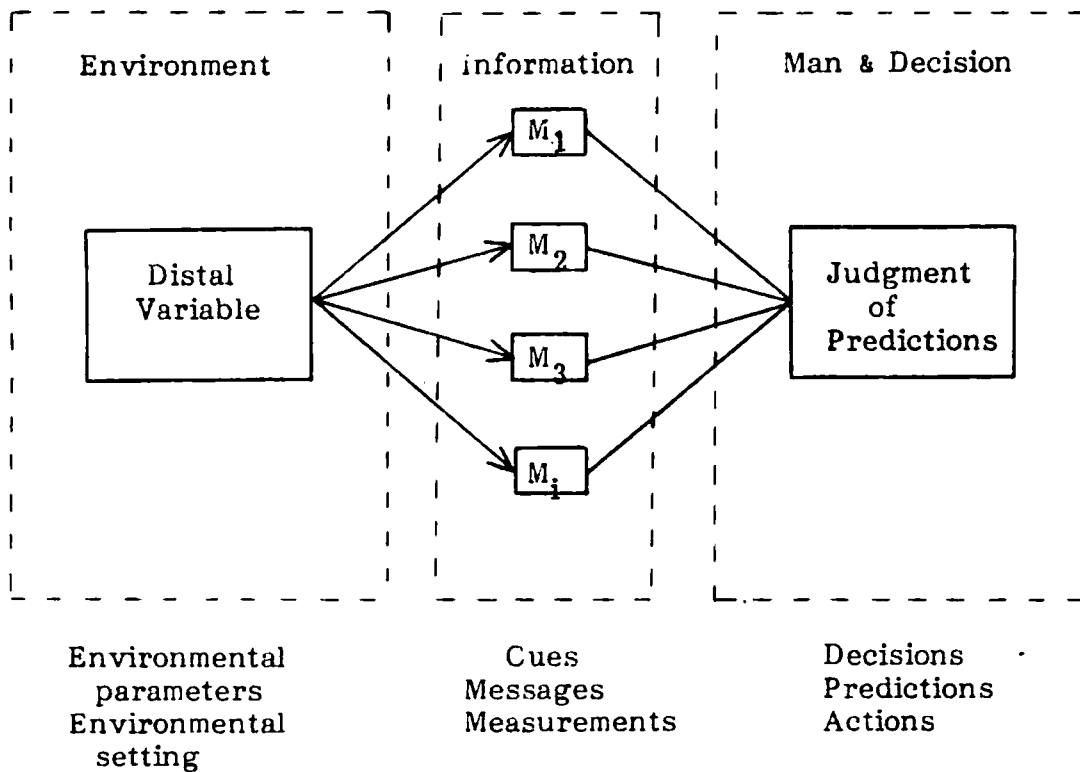 Environment
Information
Man & Decision
M1
M2
M3
Mi
Distal
Variable
Judgment
of
Predictions
Environmental
parameters
Environmental
setting
Cues
Messages
Measurements
Decisions
Predictions
Actions